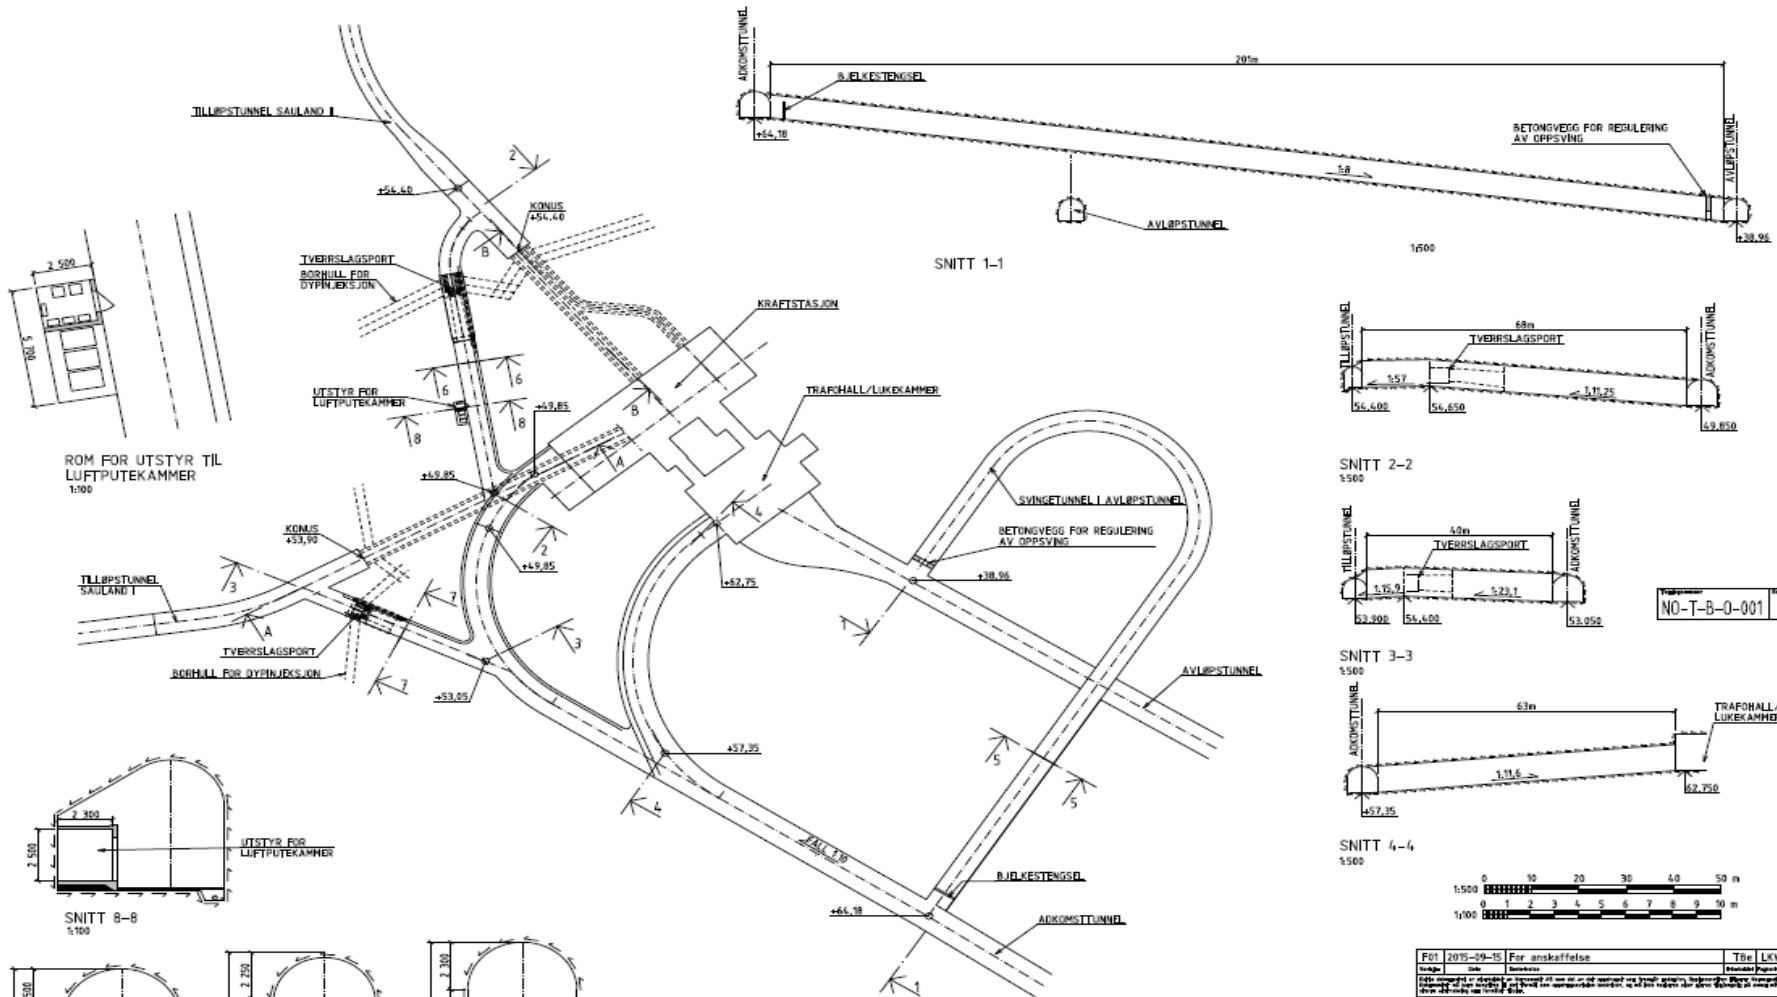 TILLØPSTUNNEL SAULAND II
+54.40
2
KONUS
+54.40
B
TVERRSLAGSPORT
BORHULL FOR
DYPINJEKSJON
KRAFTSTASJON
2 500
5 700
ROM FOR UTSTYR TIL
LUFTPUTEKAMMER
1:100
UTSTYR FOR
LUFTPUTEKAMMER
6
6
8
8
+49,85
B
TRAFOHALL/LUKEKAMMER
A
+49,85
4
SVINGETUNNEL I AVLØPSTUNNEL
KONUS
+53,90
2
BETONGVEGG FOR REGULERING
AV OPPSVING
+49,85
+62,75
+38,96
3
TILLØPSTUNNEL
SAULAND I
A
7
1
3
TVERRSLAGSPORT
BORHULL FOR DYPINJEKSJON
7
+53,05
AVLØPSTUNNEL
+57,35
5
5
4
FALL 1:10
BJELKESTENGSEL
+64,18
ADKOMSTTUNNEL
1
2 300
2 500
UTSTYR FOR
LUFTPUTEKAMMER
SNITT 8-8
1:100
500
2 250
2 300
ADKOMSTTUNNEL
201m
BJELKESTENGSEL
+64,18
BETONGVEGG FOR REGULERING
AV OPPSVING
AVLØPSTUNNEL
1:8
AVLØPSTUNNEL
+38,96
SNITT 1-1
1:500
TILLØPSTUNNEL
68m
TVERRSLAGSPORT
ADKOMSTTUNNEL
1:57
1:11,25
54,400
54,650
49,850
SNITT 2-2
1:500
TILLØPSTUNNEL
40m
TVERRSLAGSPORT
ADKOMSTTUNNEL
1:15,9
1:23,1
53,900
54,400
53,050
NO-T-B-0-001
SNITT 3-3
1:500
ADKOMSTTUNNEL
63m
TRAFOHALL/
LUKEKAMMER
1:11,6
+57,35
62,750
SNITT 4-4
1:500
0 10 20 30 40 50 m
1:500
0 1 2 3 4 5 6 7 8 9 10 m
1:100
F01 2015-09-15 For anskaffelse TBe